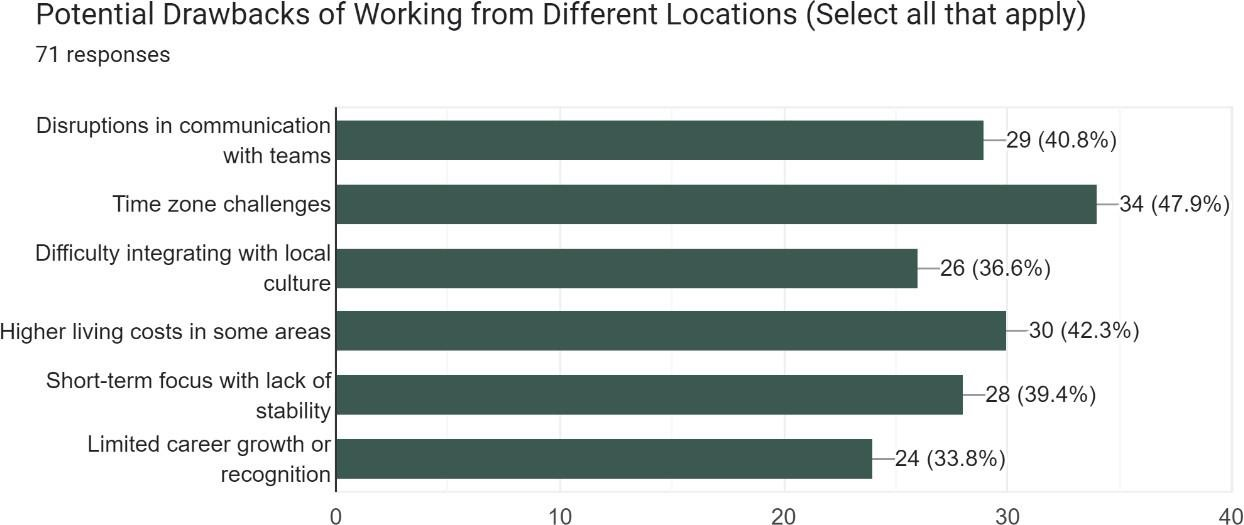 Potential Drawbacks of Working from Different Locations (Select all that apply)
71 responses
Disruptions in communication
with teams
29 (40.8%)
Time zone challenges
34 (47.9%)
Difficulty integrating with local
culture
26 (36.6%)
Higher living costs in some areas
30 (42.3%)
Short-term focus with lack of
stability
28 (39.4%)
Limited career growth or
recognition
24 (33.8%)
0 10 20 30 40